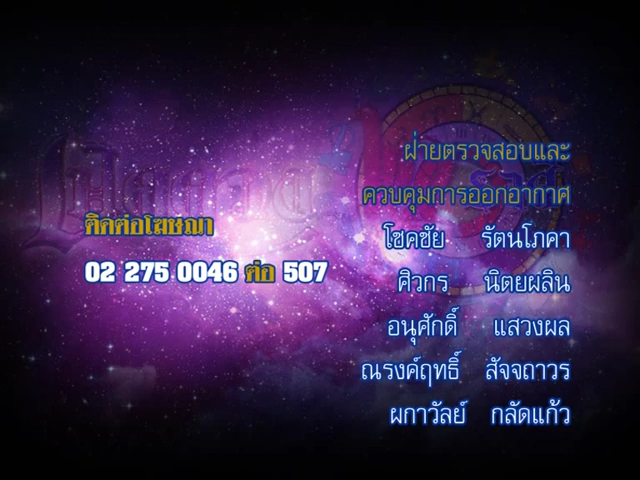 ติดต่อโฆษณา
02 275 0046 ต่อ 507
ฝ่ายตรวจสอบและ
ควบคุมการออกอากาศ
โชคชัย รัตนโภคา
ศิวกร นิตยผลิน
อนุศักดิ์ แสวงผล
ณรงค์ฤทธิ์ สัจจถาวร
ผกาวัลย์ กลัดแก้ว